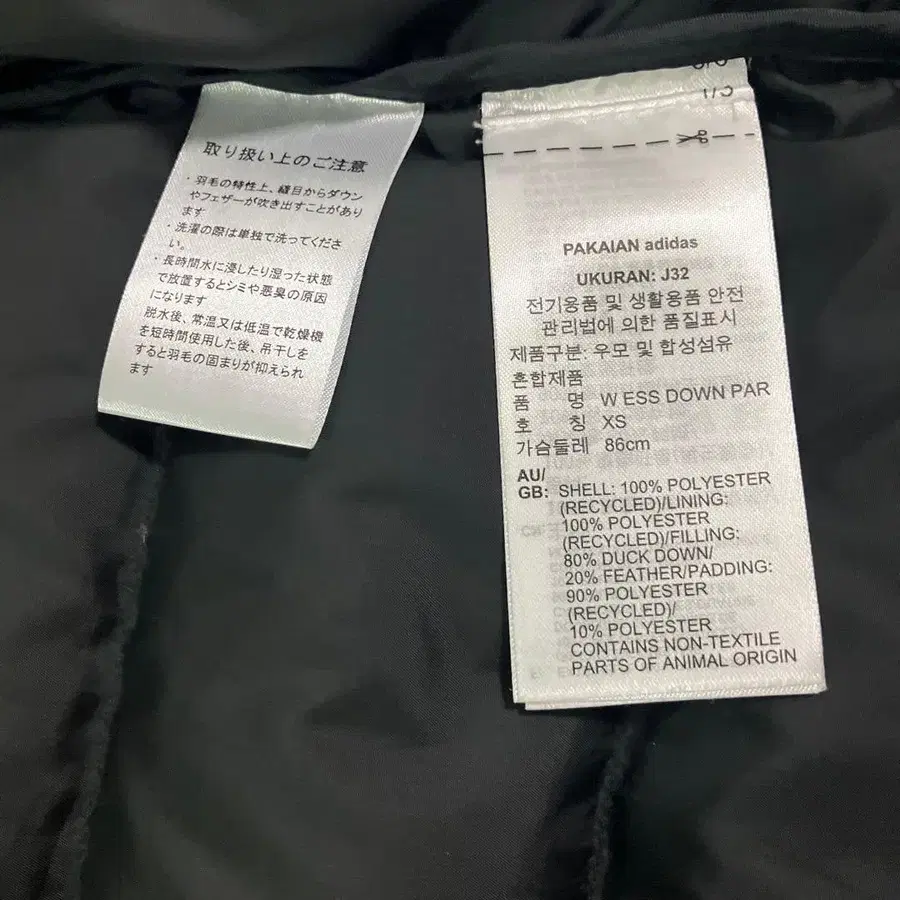 取り扱い上のご注意
・羽毛の特性上、縫目からダウン
やフェザーが吹き出すことがあり
ます
・洗濯の際は単独で洗ってくださ
い。
・長時間水に浸したり湿った状態
で放置するとシミや悪臭の原因
になります
脱水後、常温又は低温で乾燥機
を短時間使用した後、吊干しを
すると羽毛の固まりが抑えられ
ます
PAKAIAN adidas
UKURAN: J32
전기용품 및 생활용품 안전
관리법에 의한 품질표시
제품구분: 우모 및 합성섬유
혼합제품
품 명 W ESS DOWN PAR
호 칭 XS
가슴둘레 86cm
AU/
GB: SHELL: 100% POLYESTER
(RECYCLED)/LINING:
100% POLYESTER
(RECYCLED)/FILLING:
80% DUCK DOWN/
20% FEATHER/PADDING:
90% POLYESTER
(RECYCLED)/
10% POLYESTER
CONTAINS NON-TEXTILE
PARTS OF ANIMAL ORIGIN